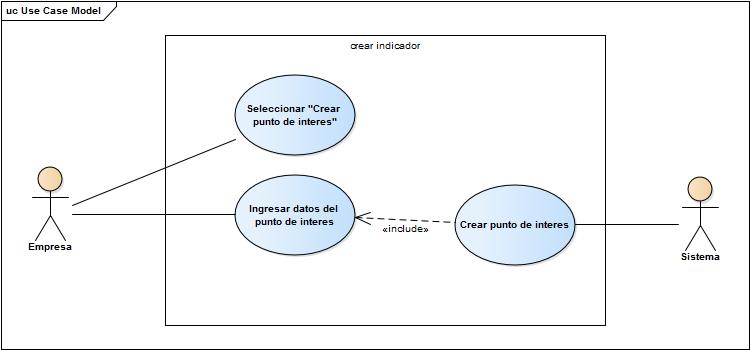 uc Use Case Model
crear indicador
Seleccionar "Crear
punto de interes"
Ingresar datos del
punto de interes
«include»
Crear punto de interes
Empresa
Sistema